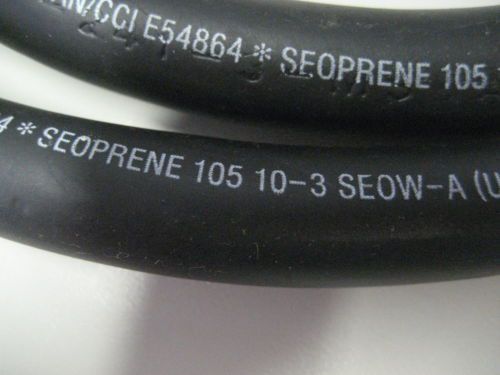 E54864 * SEOPRENE 105
* SEOPRENE 105 10-3 SEOW-A (U